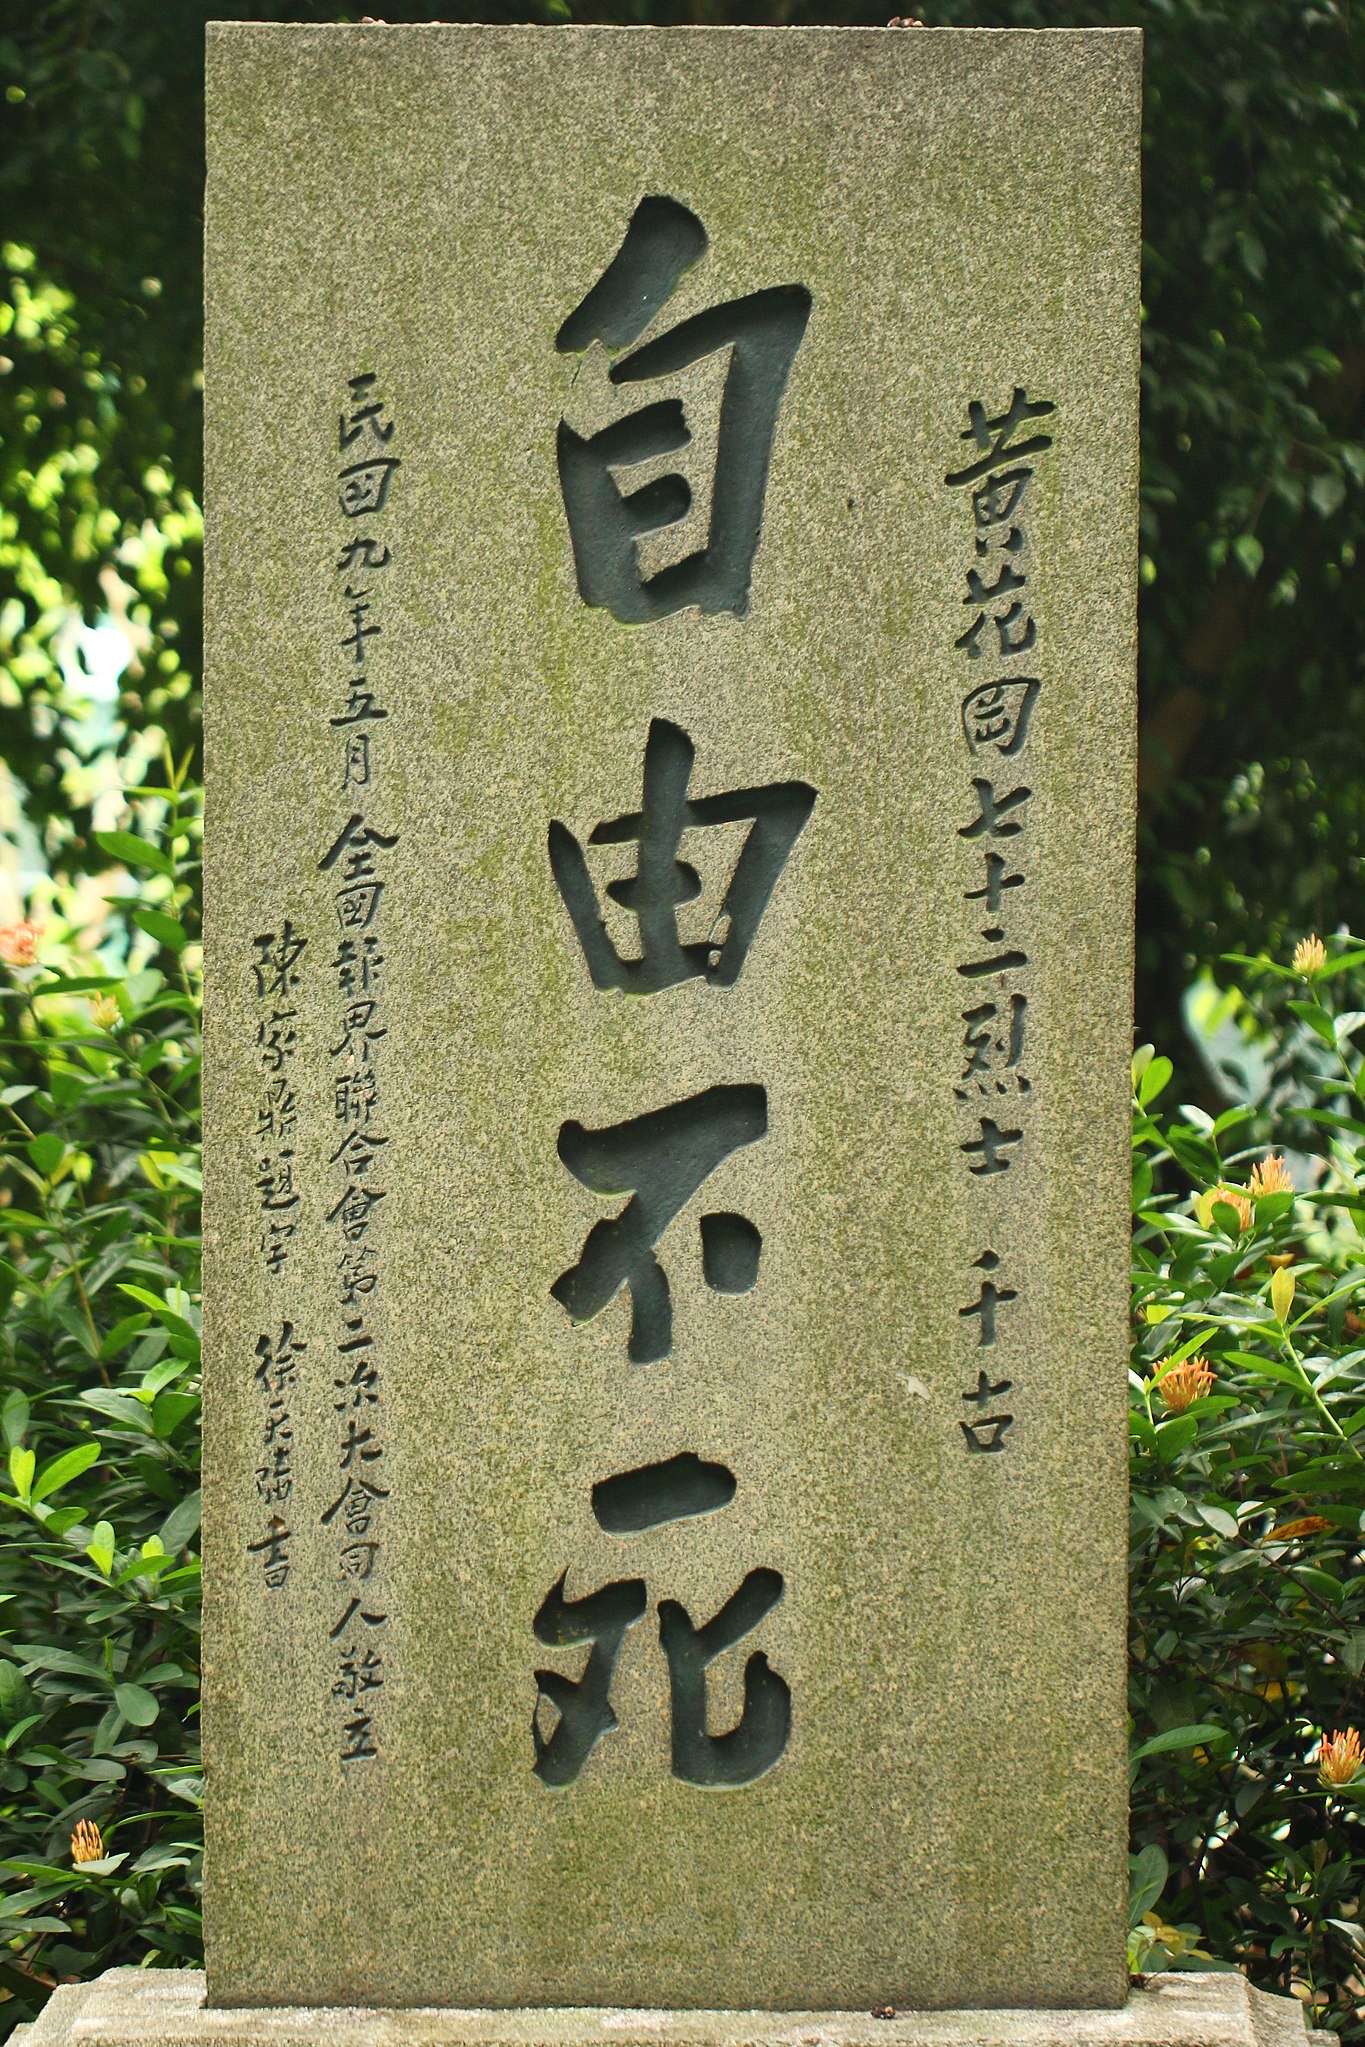 黃花岡七十二烈士 千古
自由不死
民国九年五月 全國報界聯合會第二次大會同人敬立
陳家鼎題字 徐天
書